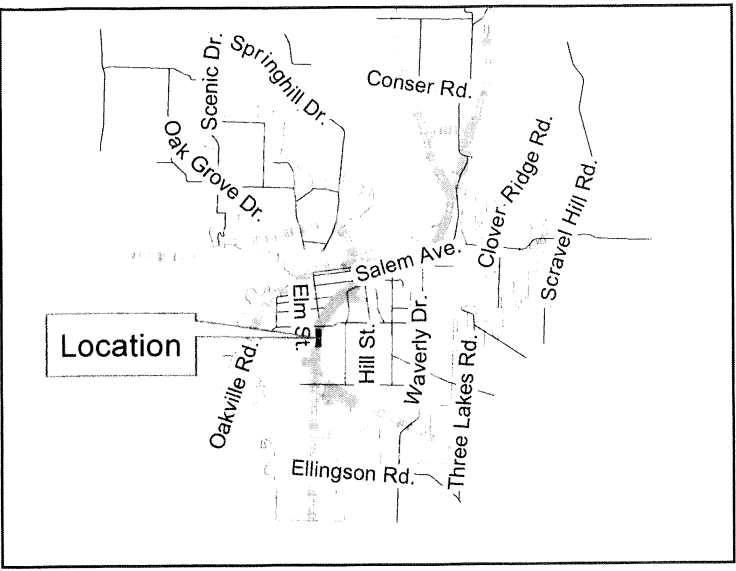 Scenic Dr.
Springhill Dr.
Conser Rd.
Oak Grove Dr.
Clover Ridge Rd.
Scravel Hill Rd.
Salem Ave.
Elm St.
Location
Oakville Rd.
Hill St.
Waverly Dr.
Three Lakes Rd.
Ellingson Rd.